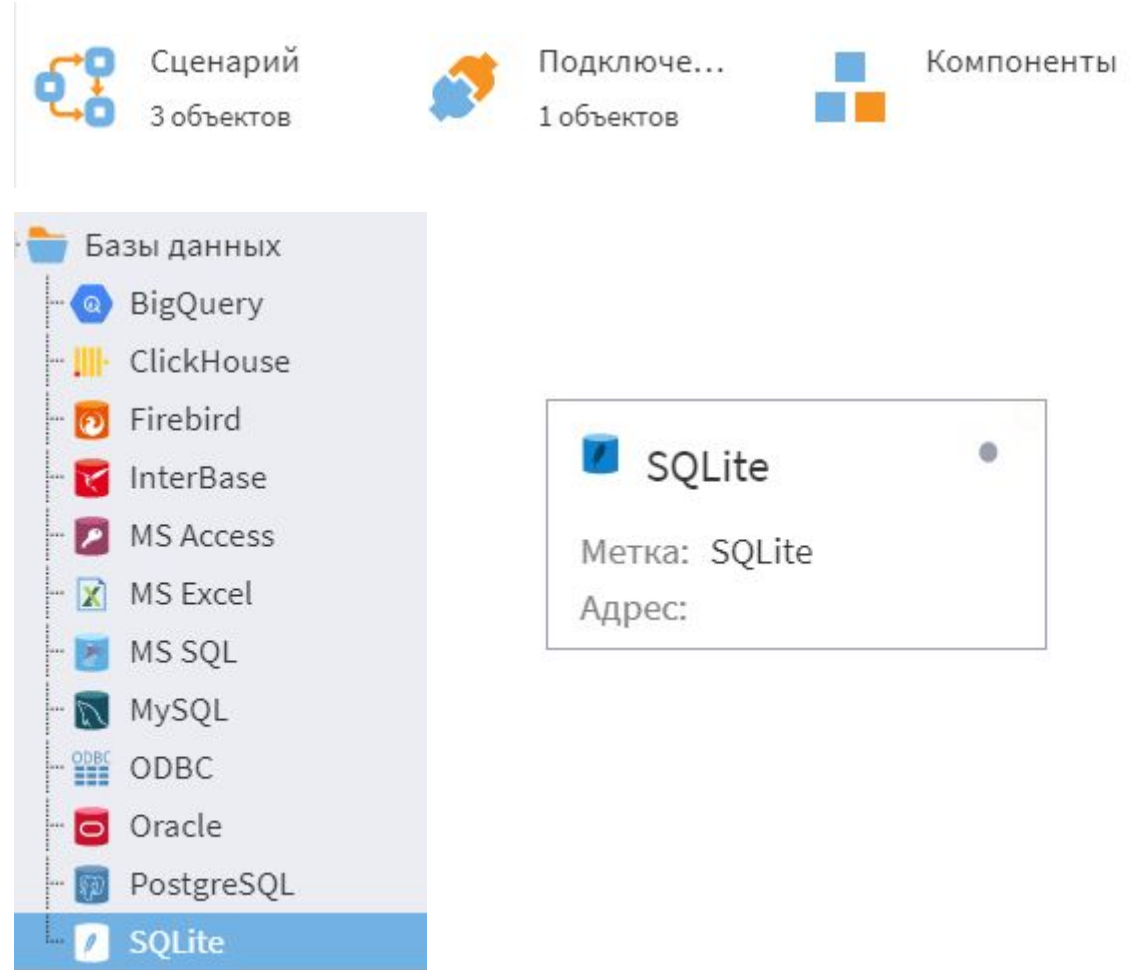 Сценарий
3 объектов
Подключе...
1 объектов
Компоненты
Базы данных
BigQuery
ClickHouse
Firebird
InterBase
MS Access
MS Excel
MS SQL
MySQL
ODBC
ODBC
Oracle
PostgreSQL
SQLite
SQLite
Метка: SQLite
Адрес: